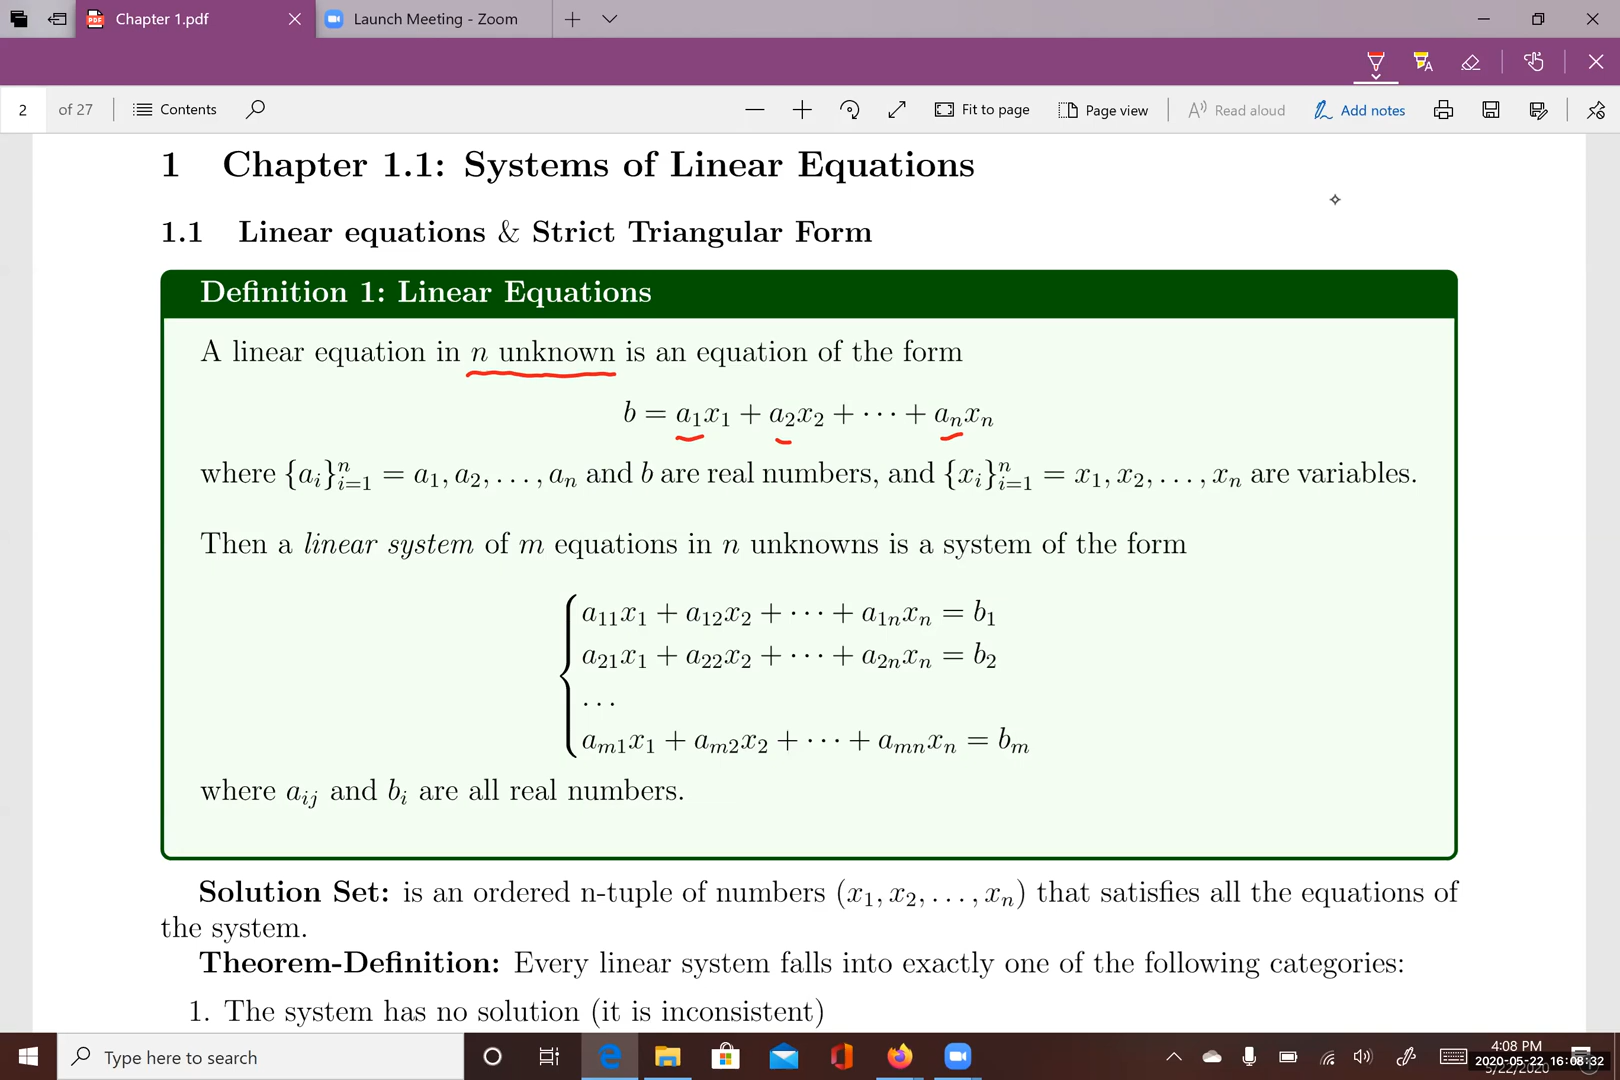 Chapter 1.pdf
Launch Meeting - Zoom
2 of 27 Contents Fit to page Page view Read aloud Add notes
1 Chapter 1.1: Systems of Linear Equations
1.1 Linear equations & Strict Triangular Form
Definition 1: Linear Equations
A linear equation in n unknown is an equation of the form
b = a₁x₁ + a₂x₂ + ··· + aₙxₙ
where {aᵢ}ⁿᵢ₌₁ = a₁, a₂, . . . , aₙ and b are real numbers, and {xᵢ}ⁿᵢ₌₁ = x₁, x₂, . . . , xₙ are variables.
Then a linear system of m equations in n unknowns is a system of the form
a₁₁x₁ + a₁₂x₂ + ··· + a₁ₙxₙ = b₁
a₂₁x₁ + a₂₂x₂ + ··· + a₂ₙxₙ = b₂
···
aₘ₁x₁ + aₘ₂x₂ + ··· + aₘₙxₙ = bₘ
where aᵢⱼ and bᵢ are all real numbers.
Solution Set: is an ordered n-tuple of numbers (x₁, x₂, . . . , xₙ) that satisfies all the equations of
the system.
Theorem-Definition: Every linear system falls into exactly one of the following categories:
1. The system has no solution (it is inconsistent)
Type here to search
4:08 PM
2020-05-22 16:08:32
5/22/2020